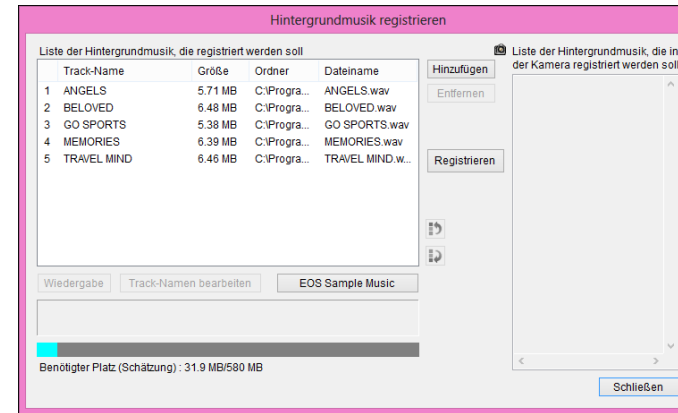 Hintergrundmusik registrieren
Liste der Hintergrundmusik, die registriert werden soll
Track-Name Größe Ordner Dateiname
1 ANGELS 5.71 MB C:\Progra... ANGELS.wav
2 BELOVED 6.48 MB C:\Progra... BELOVED.wav
3 GO SPORTS 5.38 MB C:\Progra... GO SPORTS.wav
4 MEMORIES 6.39 MB C:\Progra... MEMORIES.wav
5 TRAVEL MIND 6.46 MB C:\Progra... TRAVEL MIND.w...
Wiedergabe Track-Namen bearbeiten EOS Sample Music
Benötigter Platz (Schätzung) : 31.9 MB/580 MB
Hinzufügen
Entfernen
Registrieren
Liste der Hintergrundmusik, die in
der Kamera registriert werden soll
Schließen